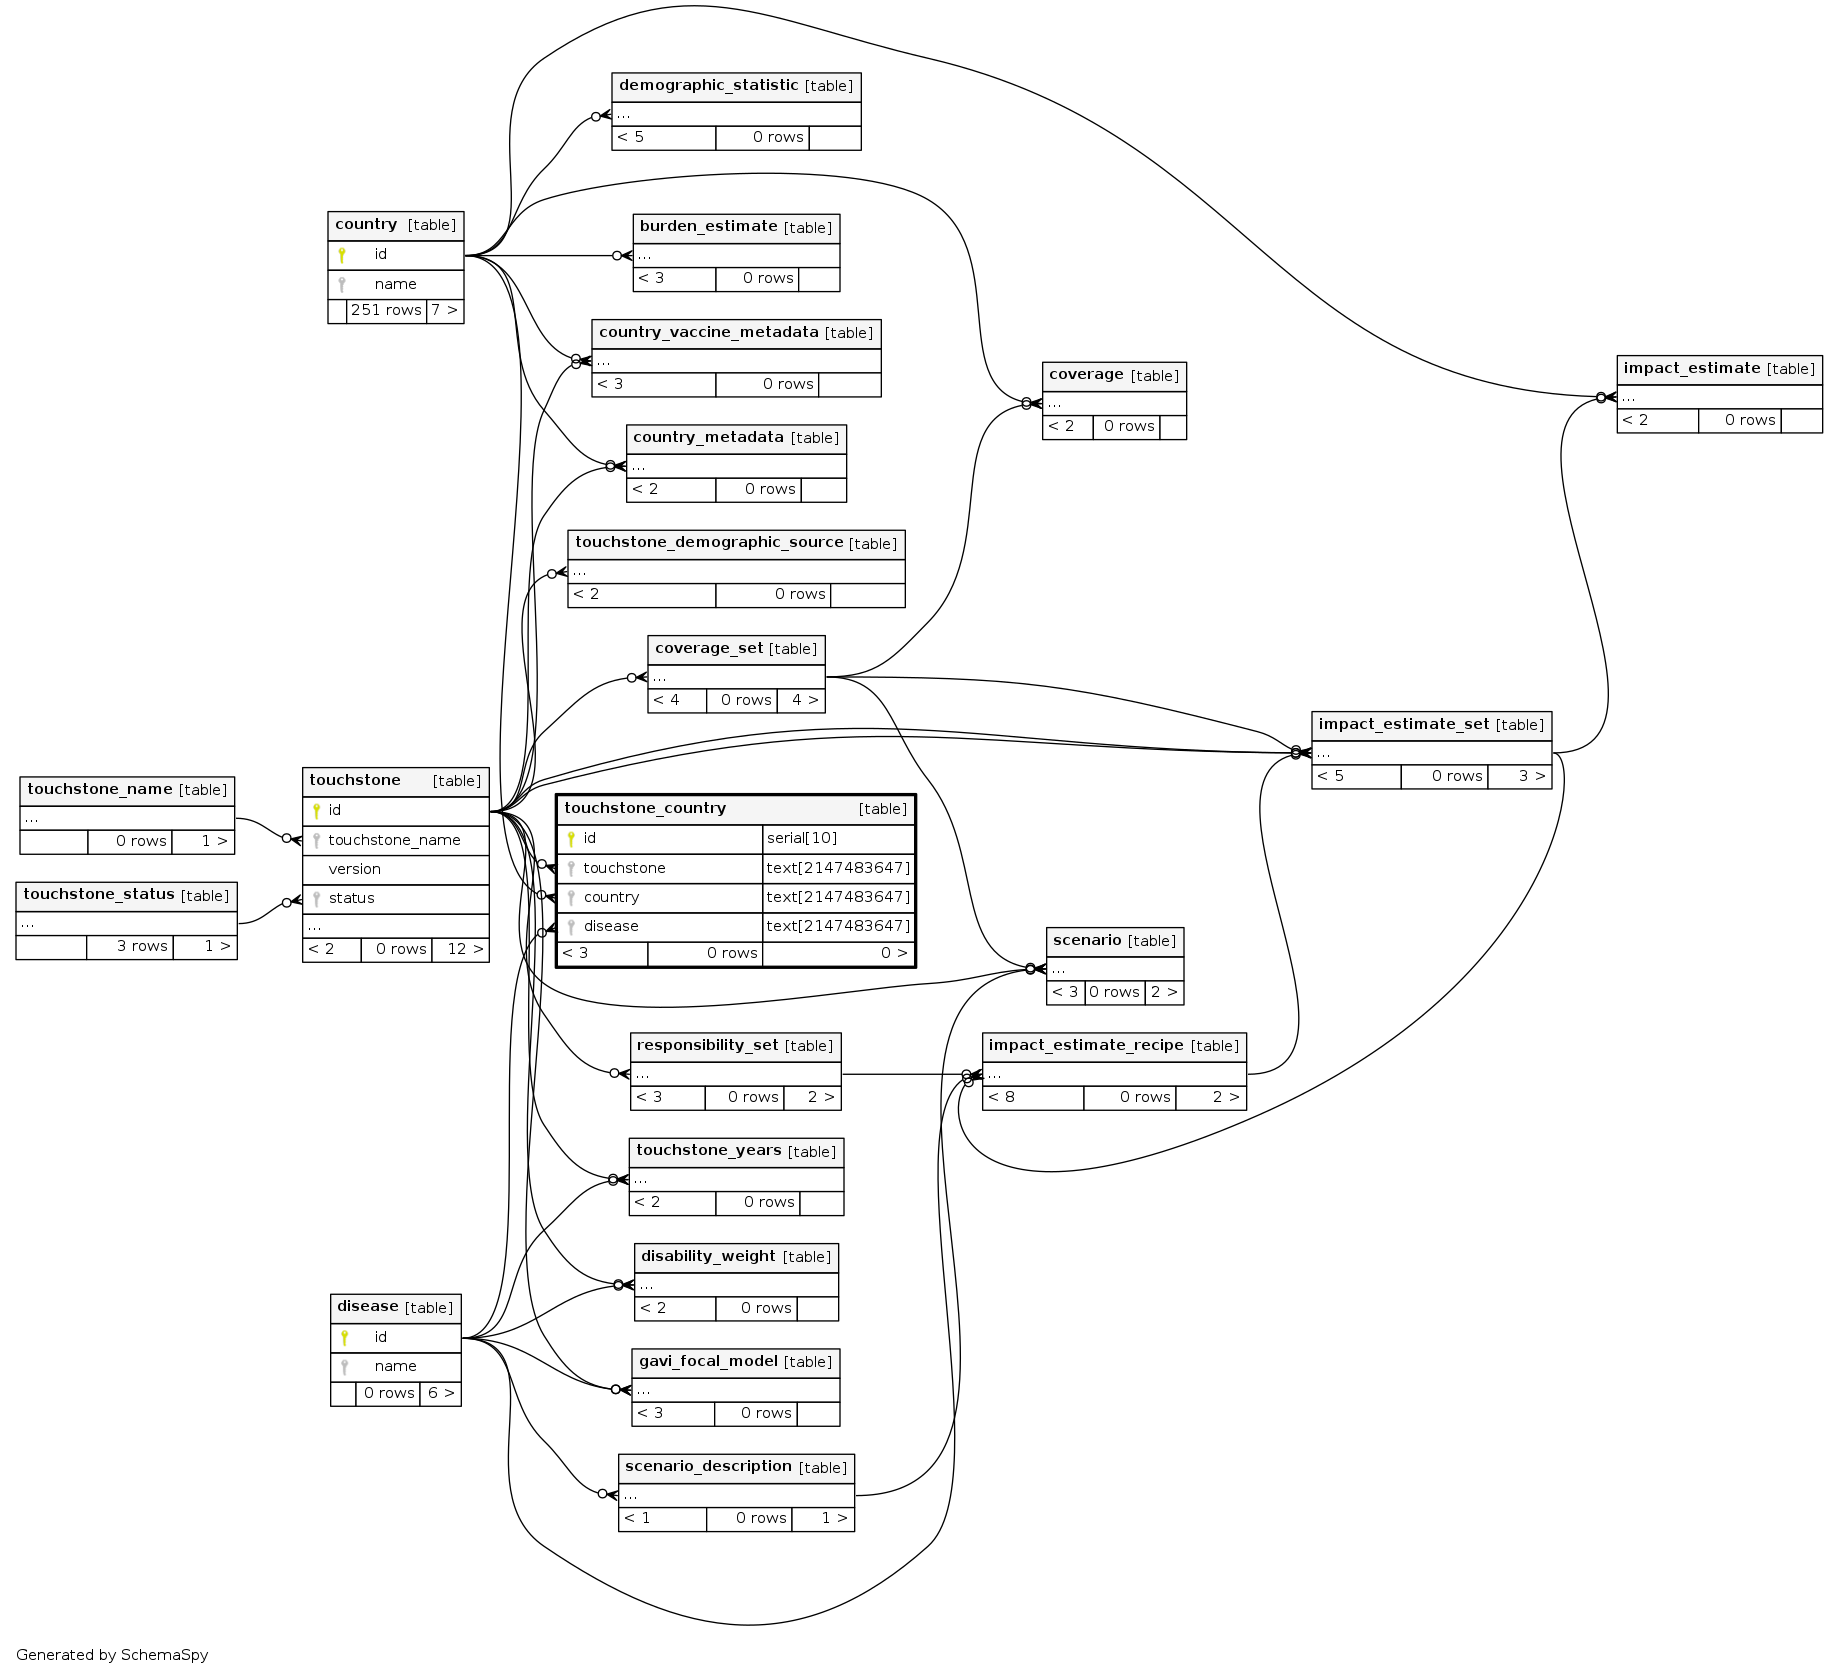 demographic_statistic [table]
...
< 5 0 rows
country [table]
id
name
251 rows 7 >
burden_estimate [table]
...
< 3 0 rows
country_vaccine_metadata [table]
...
< 3 0 rows
coverage [table]
...
< 2 0 rows
impact_estimate [table]
...
< 2 0 rows
country_metadata [table]
...
< 2 0 rows
touchstone_demographic_source [table]
...
< 2 0 rows
coverage_set [table]
...
< 4 0 rows 4 >
impact_estimate_set [table]
...
< 5 0 rows 3 >
touchstone_name [table]
...
0 rows 1 >
touchstone_status [table]
...
3 rows 1 >
touchstone [table]
id
touchstone_name
version
status
...
< 2 0 rows 12 >
touchstone_country [table]
id serial[10]
touchstone text[2147483647]
country text[2147483647]
disease text[2147483647]
< 3 0 rows 0 >
scenario [table]
...
< 3 0 rows 2 >
responsibility_set [table]
...
< 3 0 rows 2 >
impact_estimate_recipe [table]
...
< 8 0 rows 2 >
touchstone_years [table]
...
< 2 0 rows
disability_weight [table]
...
< 2 0 rows
disease [table]
id
name
0 rows 6 >
gavi_focal_model [table]
...
< 3 0 rows
scenario_description [table]
...
< 1 0 rows 1 >
Generated by SchemaSpy